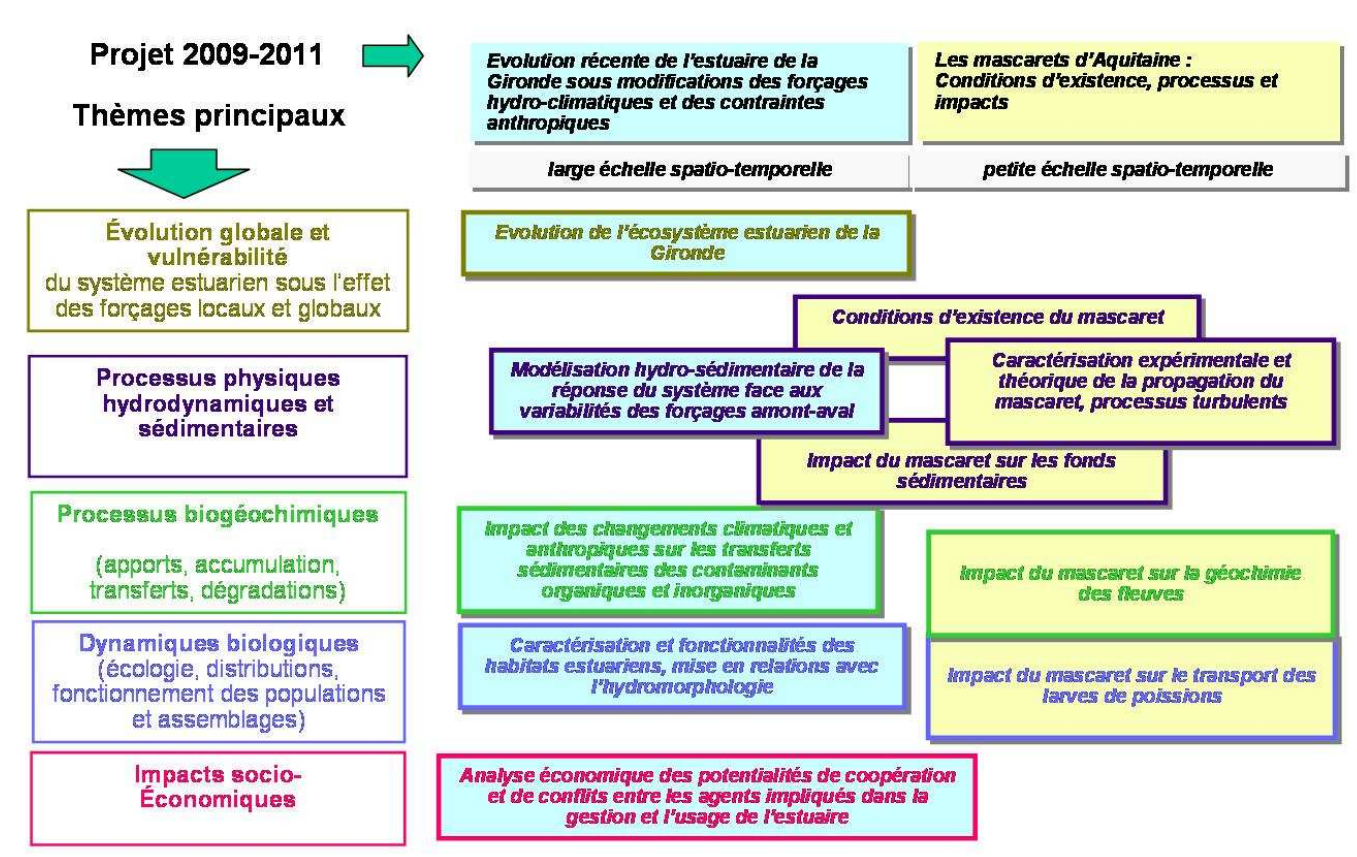 Projet 2009-2011
Thèmes principaux
Evolution récente de l'estuaire de la
Gironde sous modifications des forçages
hydro-climatiques et des contraintes
anthropiques
Les mascarets d'Aquitaine :
Conditions d'existence, processus et
impacts
large échelle spatio-temporelle
petite échelle spatio-temporelle
Évolution globale et
vulnérabilité
du système estuarien sous l'effet
des forçages locaux et globaux
Evolution de l'écosystème estuarien de la
Gironde
Conditions d'existence du mascaret
Processus physiques
hydrodynamiques et
sédimentaires
Modélisation hydro-sédimentaire de la
réponse du système face aux
variabilités des forçages amont-aval
Caractérisation expérimentale et
théorique de la propagation du
mascaret, processus turbulents
Impact du mascaret sur les fonds
sédimentaires
Processus biogéochimiques
(apports, accumulation,
transferts, dégradations)
Impact des changements climatiques et
anthropiques sur les transferts
sédimentaires des contaminants
organiques et inorganiques
Impact du mascaret sur la géochimie
des fleuves
Dynamiques biologiques
(écologie, distributions,
fonctionnement des populations
et assemblages)
Caractérisation et fonctionnalités des
habitats estuariens, mise en relations avec
l'hydromorphologie
Impact du mascaret sur le transport des
larves de poissions
Impacts socio-
Économiques
Analyse économique des potentialités de coopération
et de conflits entre les agents impliqués dans la
gestion et l'usage de l'estuaire